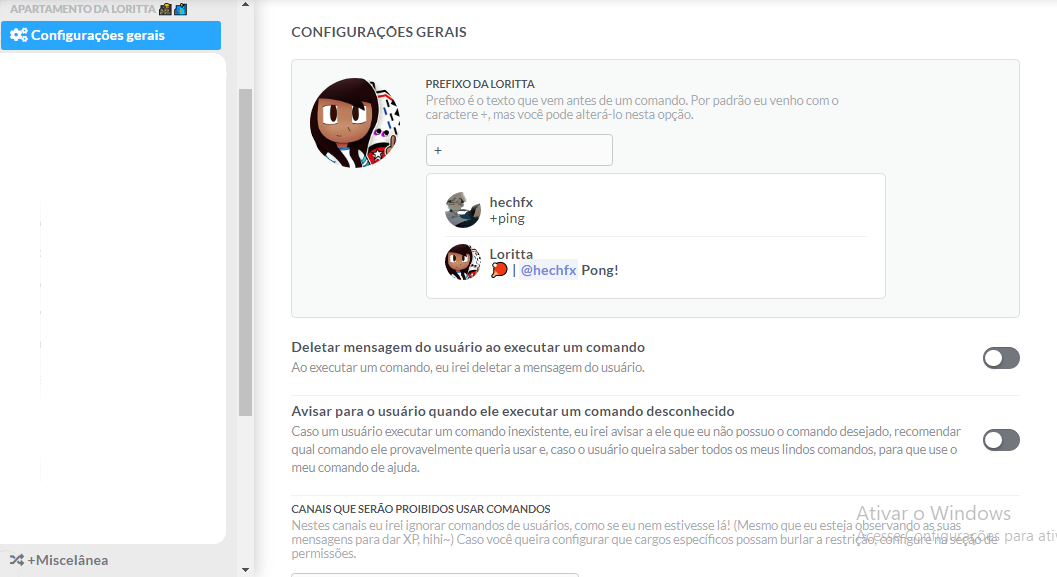 APARTAMENTO DA LORITTA
Configurações gerais
+Miscelânea
CONFIGURAÇÕES GERAIS
PREFIXO DA LORITTA
Prefixo é o texto que vem antes de um comando. Por padrão eu venho com o
caractere +, mas você pode alterá-lo nesta opção.
+
hechfx
+ping
Loritta
🏓 | @hechfx Pong!
Deletar mensagem do usuário ao executar um comando
Ao executar um comando, eu irei deletar a mensagem do usuário.
Avisar para o usuário quando ele executar um comando desconhecido
Caso um usuário executar um comando inexistente, eu irei avisar a ele que eu não possuo o comando desejado, recomendar
qual comando ele provavelmente queria usar e, caso o usuário queira saber todos os meus lindos comandos, para que use o
meu comando de ajuda.
CANAIS QUE SERÃO PROIBIDOS USAR COMANDOS
Nestes canais eu irei ignorar comandos de usuários, como se eu nem estivesse lá! (Mesmo que eu esteja observando as suas
mensagens para dar XP, hihi~) Caso você queira configurar que cargos específicos possam burlar a restrição, configure na seção de
permissões.
Ativar o Windows
Acesse Configurações para ati